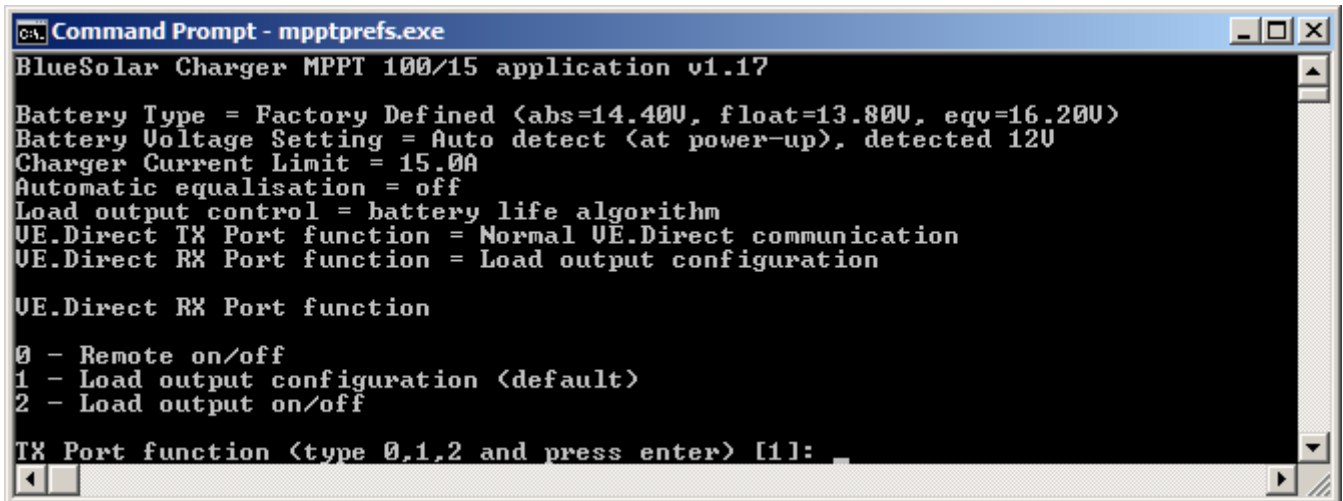 Command Prompt - mpptprefs.exe
BlueSolar Charger MPPT 100/15 application v1.17
Battery Type = Factory Defined (abs=14.40V, float=13.80V, eqv=16.20V)
Battery Voltage Setting = Auto detect (at power-up), detected 12V
Charger Current Limit = 15.0A
Automatic equalisation = off
Load output control = battery life algorithm
VE.Direct TX Port function = Normal VE.Direct communication
VE.Direct RX Port function = Load output configuration
VE.Direct RX Port function
0 - Remote on/off
1 - Load output configuration (default)
2 - Load output on/off
TX Port function (type 0,1,2 and press enter) [1]: _